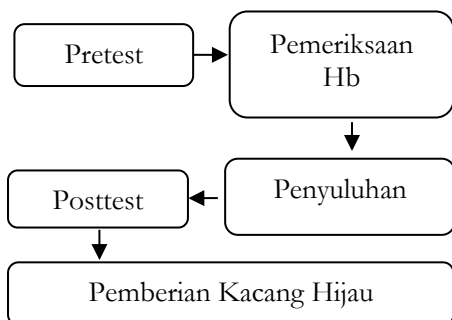 Pretest
Pemeriksaan
Hb
Penyuluhan
Posttest
Pemberian Kacang Hijau